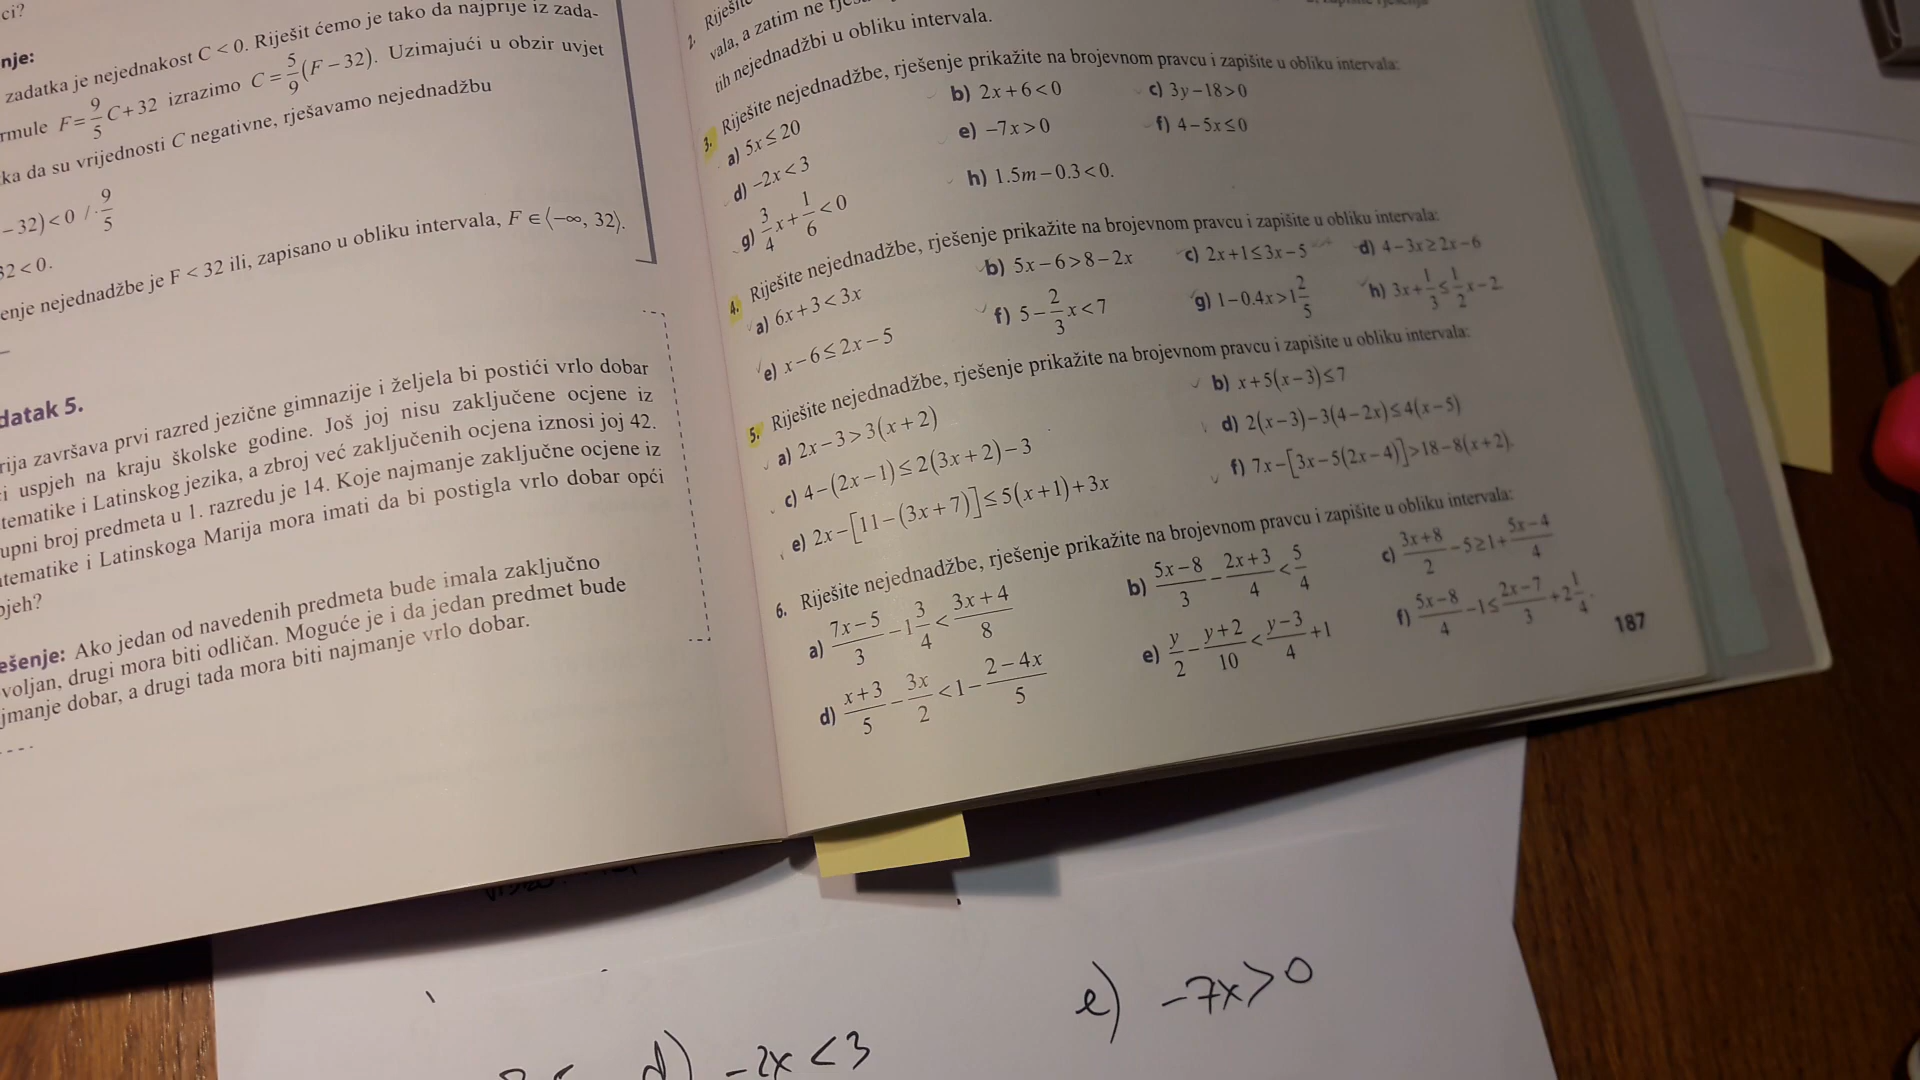 ci?
nje:
zadatka je nejednakost C < 0. Riješit ćemo je tako da najprije iz zada-
rmule F = 9/5 C + 32 izrazimo C = 5/9 (F − 32). Uzimajući u obzir uvjet
ka da su vrijednosti C negativne, rješavamo nejednadžbu
− 32) < 0 / · 9/5
32 < 0.
enje nejednadžbe je F < 32 ili, zapisano u obliku intervala, F ∈ ⟨−∞, 32⟩.
datak 5.
rija završava prvi razred jezične gimnazije i željela bi postići vrlo dobar
i uspjeh na kraju školske godine. Još joj nisu zaključene ocjene iz
tematike i Latinskog jezika, a zbroj već zaključenih ocjena iznosi joj 42.
upni broj predmeta u 1. razredu je 14. Koje najmanje zaključne ocjene iz
tematike i Latinskoga Marija mora imati da bi postigla vrlo dobar opći
pjeh?
ešenje: Ako jedan od navedenih predmeta bude imala zaključno
voljan, drugi mora biti odličan. Moguće je i da jedan predmet bude
jmanje dobar, a drugi tada mora biti najmanje vrlo dobar.
2. Riješite
vala, a zatim ne
tih nejednadžbi u obliku intervala.
3. Riješite nejednadžbe, rješenje prikažite na brojevnom pravcu i zapišite u obliku intervala:
a) 5x ≤ 20 b) 2x + 6 < 0 c) 3y − 18 > 0
d) −2x < 3 e) −7x > 0 f) 4 − 5x ≤ 0
g) 3/4 x + 1/6 < 0 h) 1.5m − 0.3 < 0.
4. Riješite nejednadžbe, rješenje prikažite na brojevnom pravcu i zapišite u obliku intervala:
a) 6x + 3 < 3x b) 5x − 6 > 8 − 2x c) 2x + 1 ≤ 3x − 5 d) 4 − 3x ≥ 2x − 6
e) x − 6 ≤ 2x − 5 f) 5 − 2/3 x < 7 g) 1 − 0.4x > 1 2/5 h) 3x + 1/3 ≤ 1/2 x − 2.
5. Riješite nejednadžbe, rješenje prikažite na brojevnom pravcu i zapišite u obliku intervala:
a) 2x − 3 > 3(x + 2) b) x + 5(x − 3) ≤ 7
c) 4 − (2x − 1) ≤ 2(3x + 2) − 3 d) 2(x − 3) − 3(4 − 2x) ≤ 4(x − 5)
e) 2x − [11 − (3x + 7)] ≤ 5(x + 1) + 3x f) 7x − [3x − 5(2x − 4)] > 18 − 8(x + 2).
6. Riješite nejednadžbe, rješenje prikažite na brojevnom pravcu i zapišite u obliku intervala:
a) (7x − 5)/3 − 1 3/4 < (3x + 4)/8 b) (5x − 8)/3 − (2x + 3)/4 < 5/4 c) (3x + 8)/2 − 5 ≥ 1 + (5x − 4)/4
d) (x + 3)/5 − 3x/2 < 1 − (2 − 4x)/5 e) y/2 − (y + 2)/10 < (y − 3)/4 + 1 f) (5x − 8)/4 − 1 ≤ (2x − 7)/3 + 2 1/4.
187
e) −7x > 0
d) −2x < 3